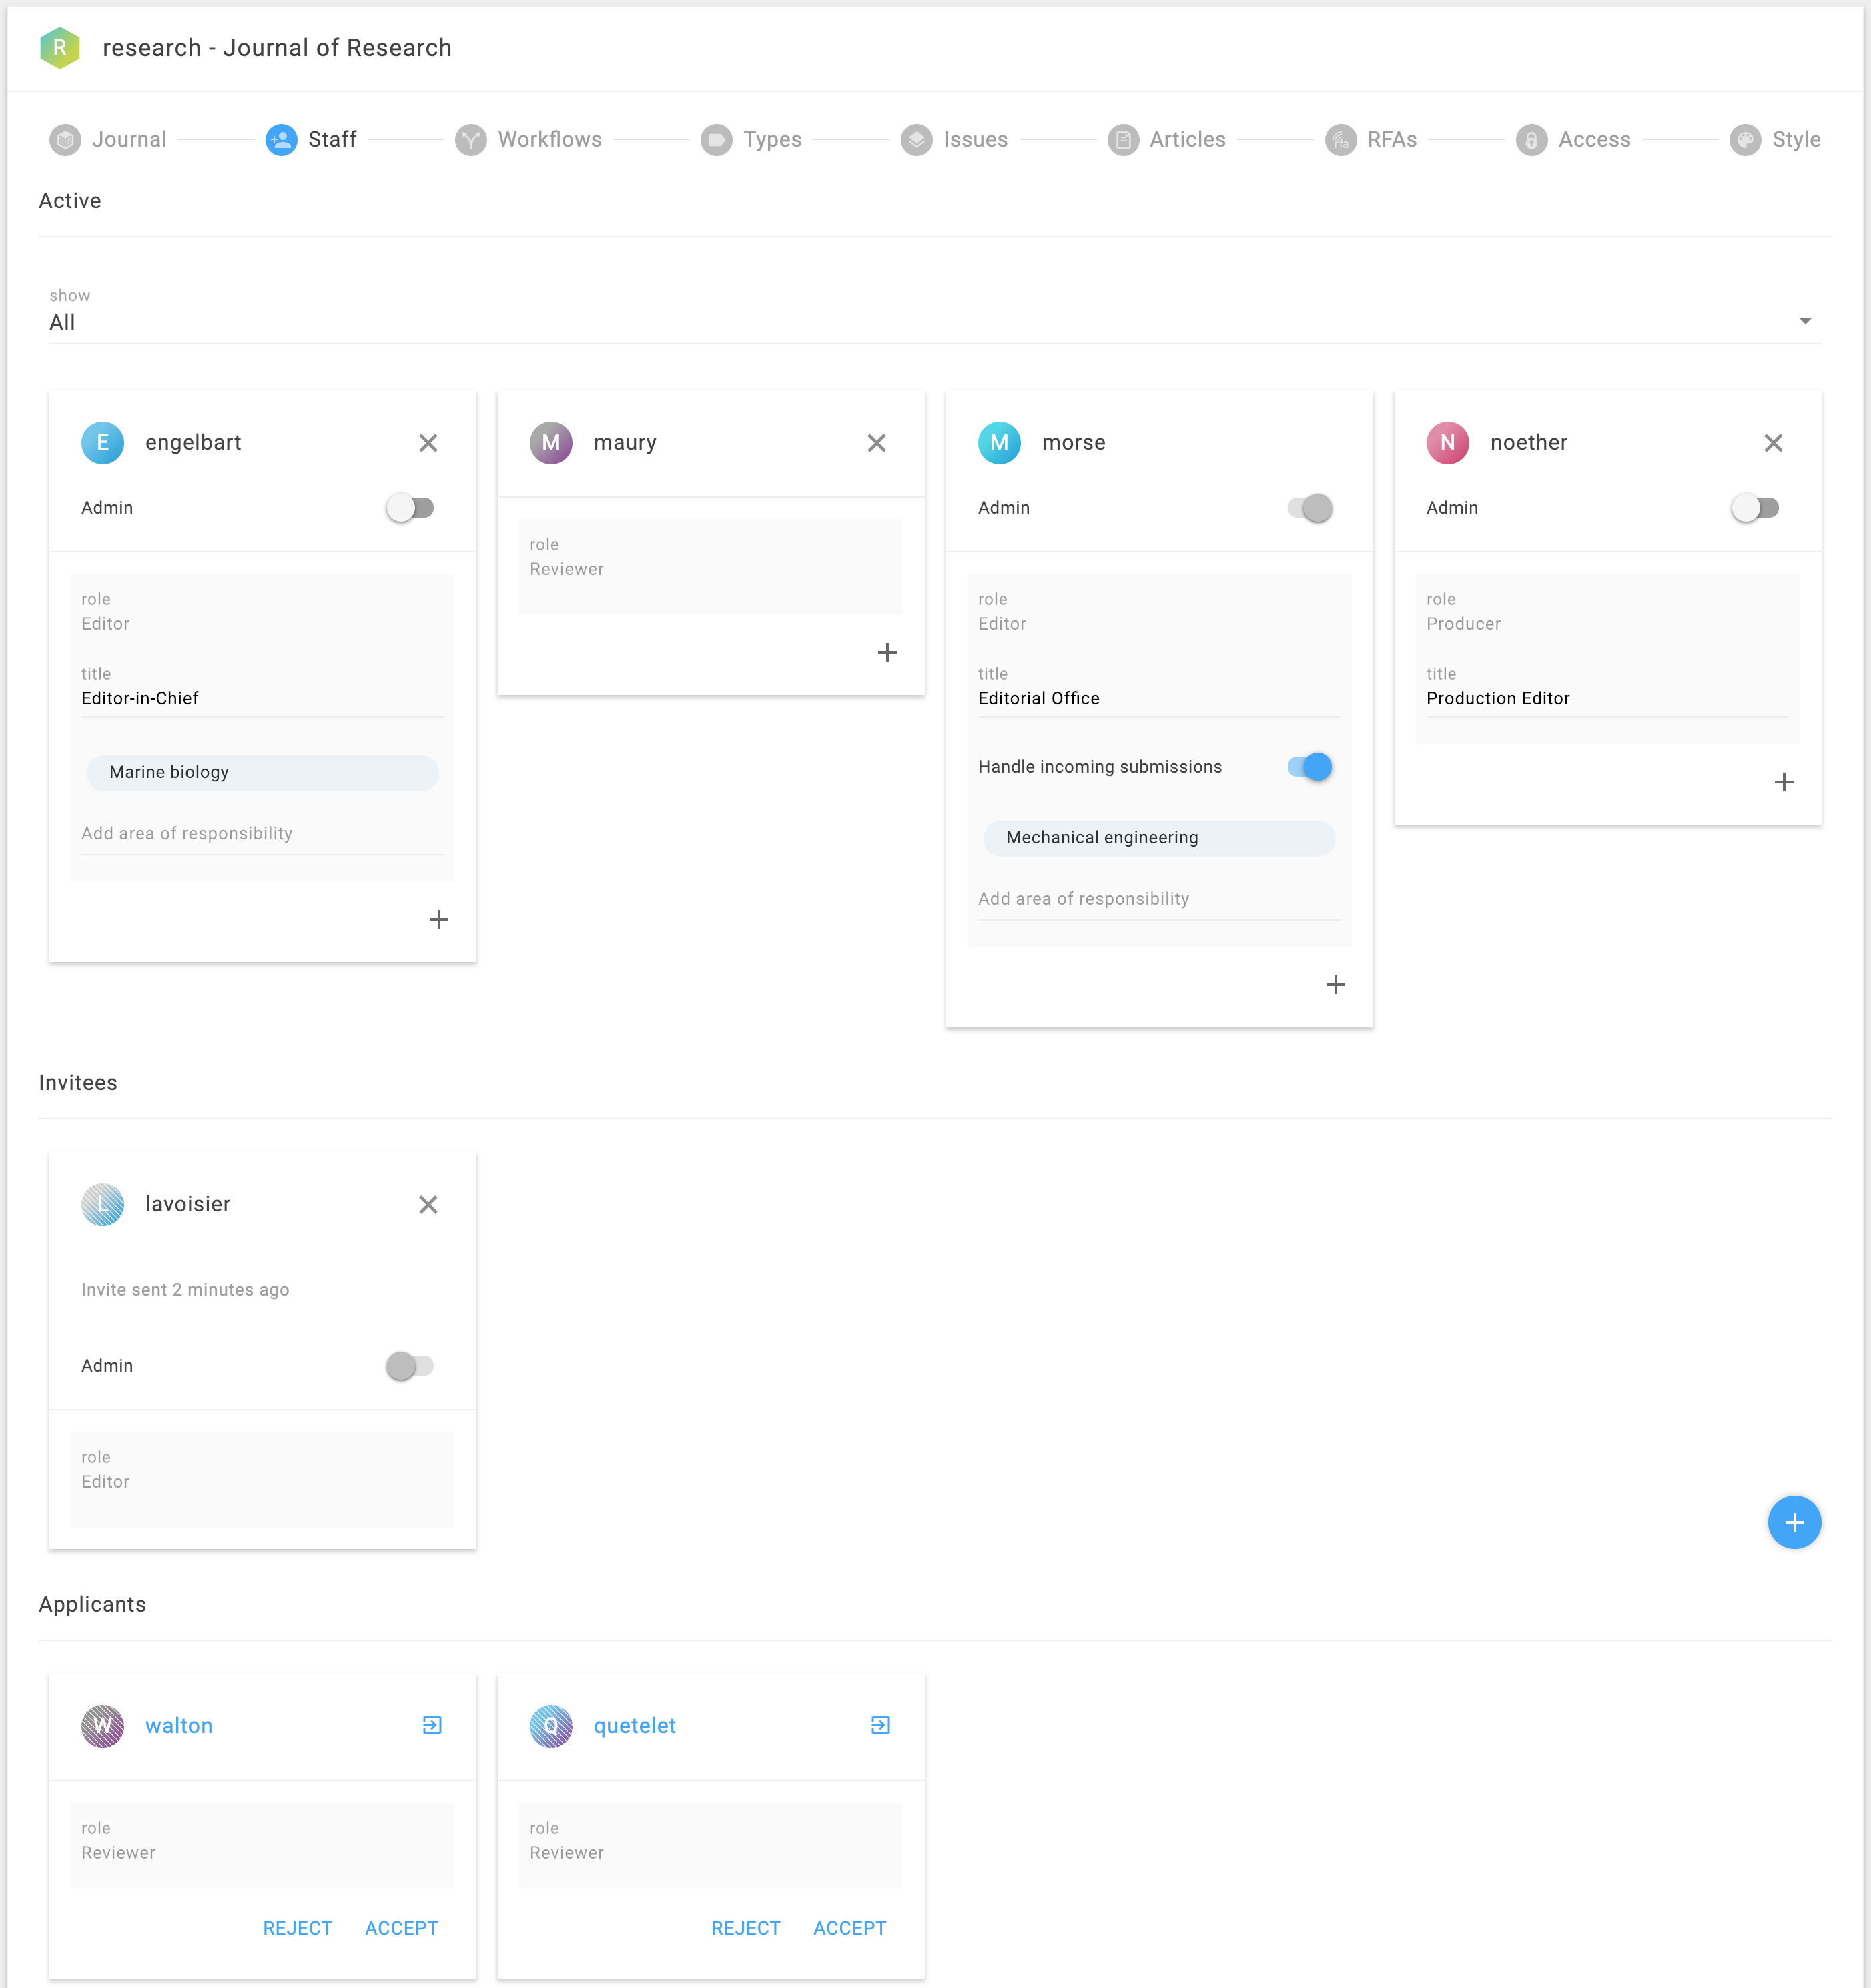 R
research - Journal of Research
Journal
Staff
Workflows
Types
Issues
Articles
rfa
RFAs
Access
Style
Active
show
All
E
engelbart
Admin
role
Editor
title
Editor-in-Chief
Marine biology
Add area of responsibility
M
maury
role
Reviewer
M
morse
Admin
role
Editor
title
Editorial Office
Handle incoming submissions
Mechanical engineering
Add area of responsibility
N
noether
Admin
role
Producer
title
Production Editor
Invitees
L
lavoisier
Invite sent 2 minutes ago
Admin
role
Editor
Applicants
W
walton
role
Reviewer
REJECT ACCEPT
Q
quetelet
role
Reviewer
REJECT ACCEPT